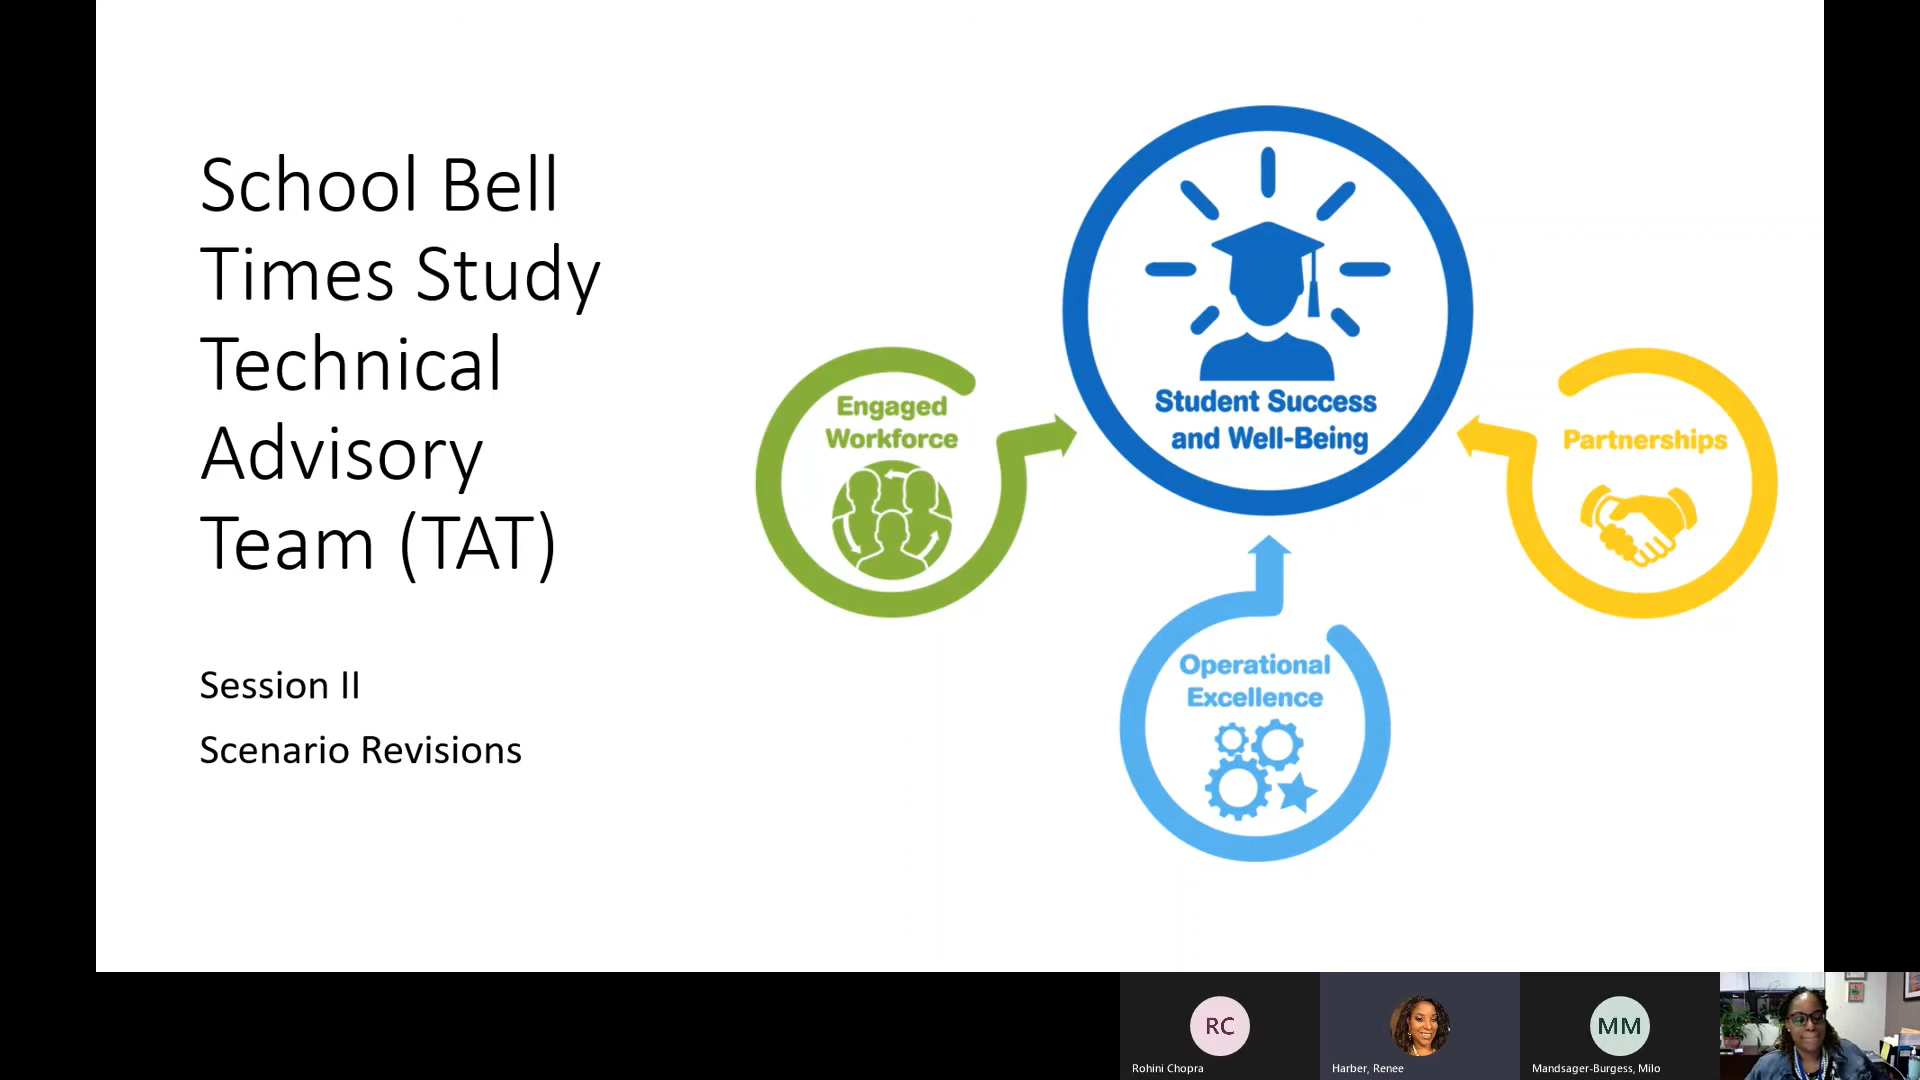 School Bell
Times Study
Technical
Advisory
Team (TAT)
Session II
Scenario Revisions
Student Success
and Well-Being
Engaged
Workforce
Partnerships
Operational
Excellence
RC
MM
Rohini Chopra
Harber, Renee
Mandsager-Burgess, Milo